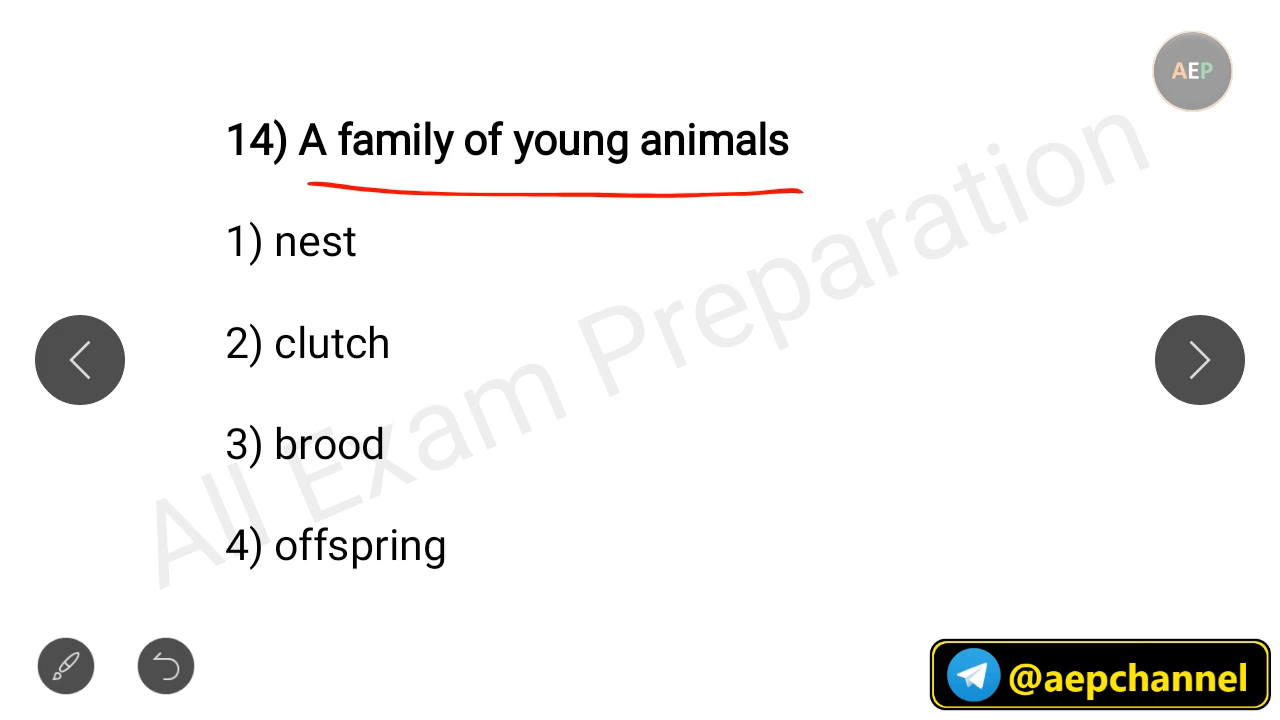 AEP
14) A family of young animals
1) nest
2) clutch
3) brood
4) offspring
All Exam Preparation
@aepchannel